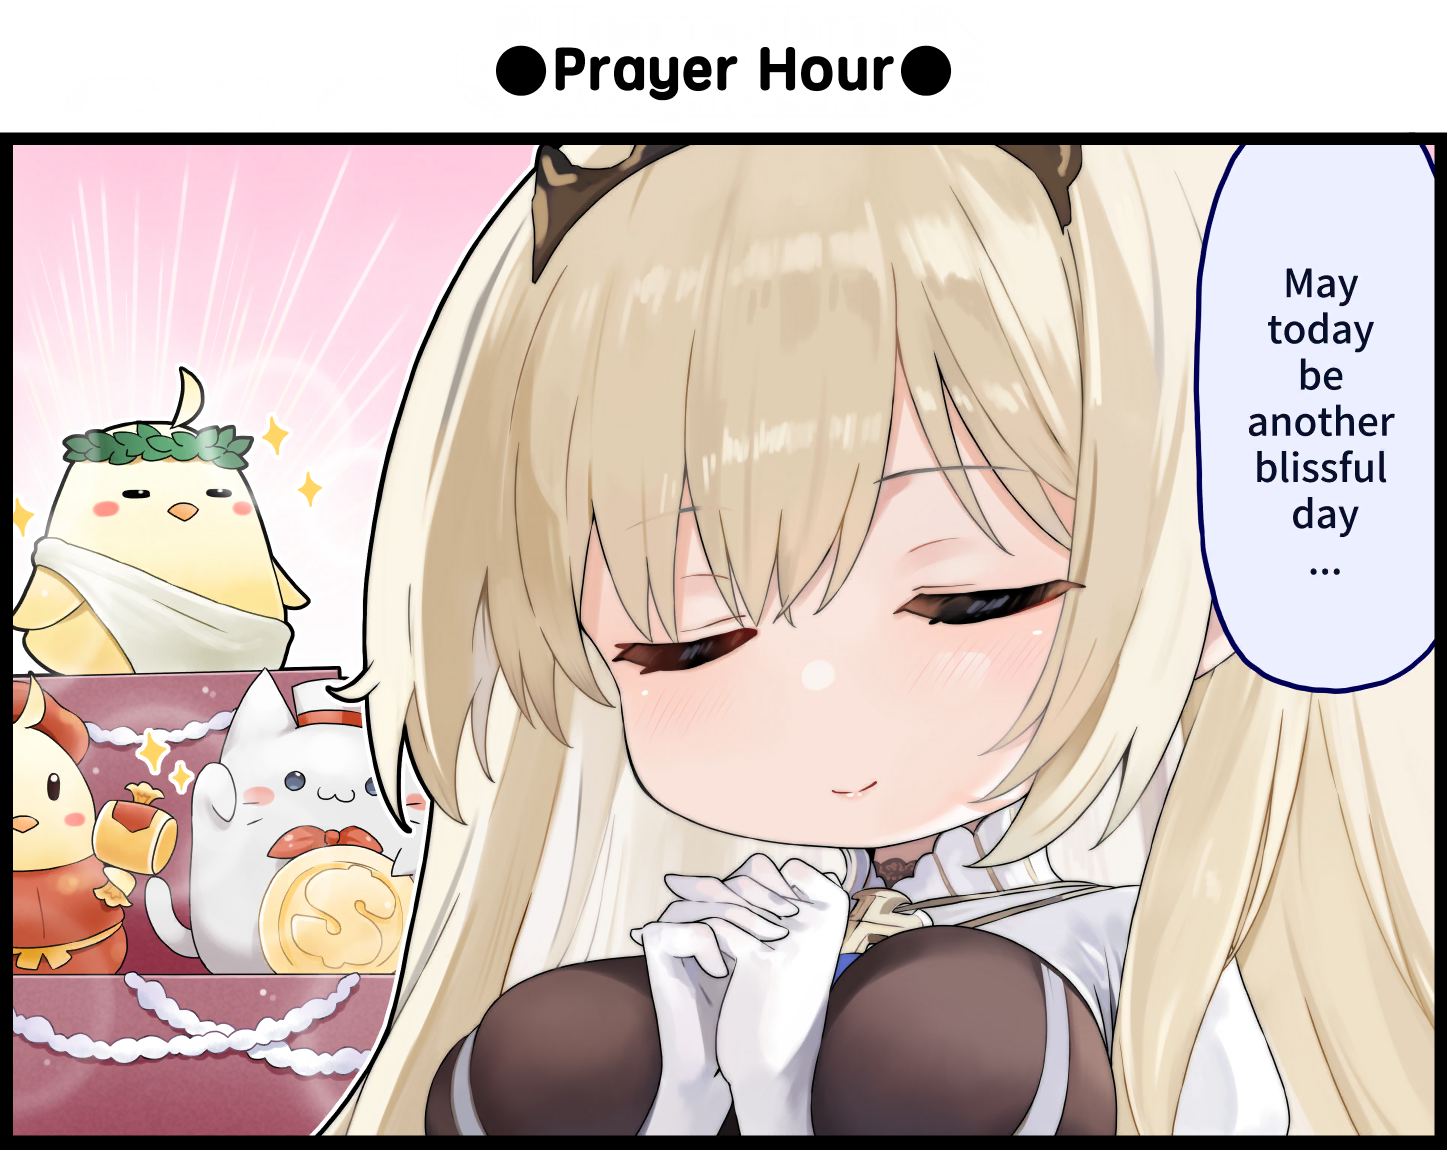 ●Prayer Hour●
May
today
be
another
blissful
day
...
S